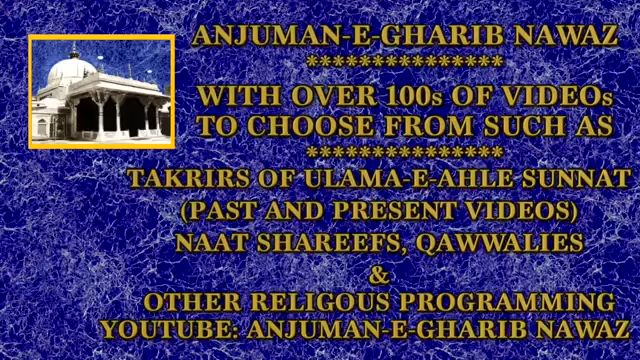 ANJUMAN-E-GHARIB NAWAZ
***************
WITH OVER 100s OF VIDEOs
TO CHOOSE FROM SUCH AS
***************
TAKRIRS OF ULAMA-E-AHLE SUNNAT
(PAST AND PRESENT VIDEOS)
NAAT SHAREEFS, QAWWALIES
&
OTHER RELIGOUS PROGRAMMING
YOUTUBE: ANJUMAN-E-GHARIB NAWAZ